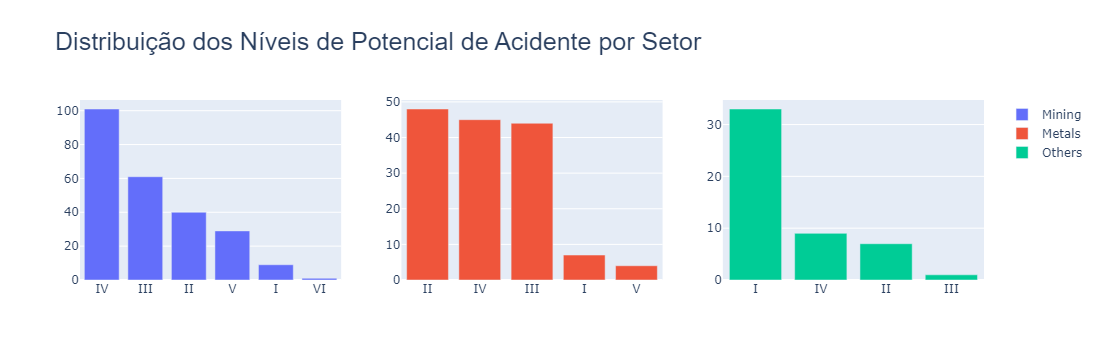 Distribuição dos Níveis de Potencial de Acidente por Setor
100
80
60
40
20
0
IV III II V I VI
50
40
30
20
10
0
II IV III I V
30
20
10
0
I IV II III
Mining
Metals
Others